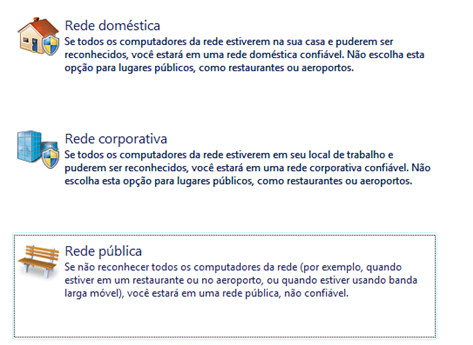 Rede doméstica
Se todos os computadores da rede estiverem na sua casa e puderem ser
reconhecidos, você estará em uma rede doméstica confiável. Não escolha esta
opção para lugares públicos, como restaurantes ou aeroportos.
Rede corporativa
Se todos os computadores da rede estiverem em seu local de trabalho e
puderem ser reconhecidos, você estará em uma rede corporativa confiável. Não
escolha esta opção para lugares públicos, como restaurantes ou aeroportos.
Rede pública
Se não reconhecer todos os computadores da rede (por exemplo, quando
estiver em um restaurante ou no aeroporto, ou quando estiver usando banda
larga móvel), você estará em uma rede pública, não confiável.